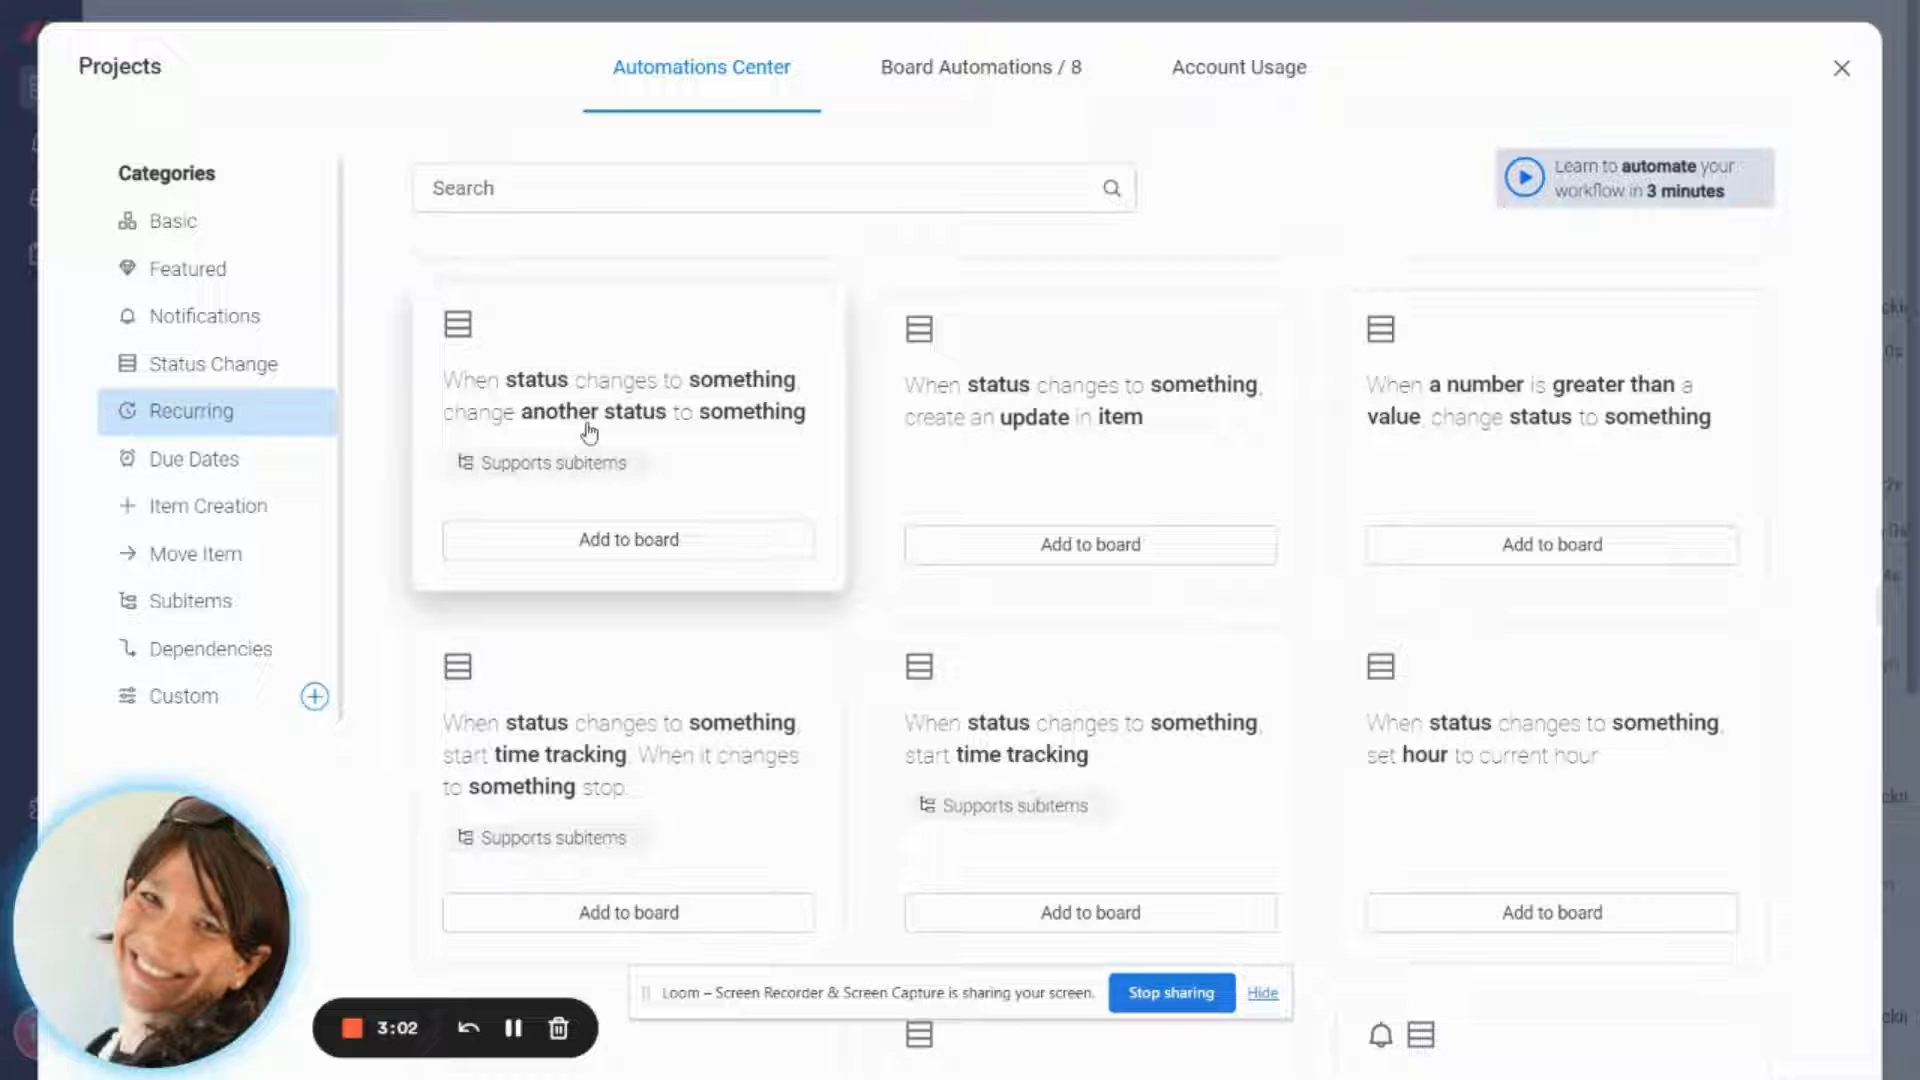 Projects
Automations Center
Board Automations / 8
Account Usage
Categories
Basic
Featured
Notifications
Status Change
Recurring
Due Dates
Item Creation
Move Item
Subitems
Dependencies
Custom
Search
Learn to automate your
workflow in 3 minutes
When status changes to something,
change another status to something
Supports subitems
Add to board
When status changes to something,
create an update in item
Add to board
When a number is greater than a
value, change status to something
Add to board
When status changes to something,
start time tracking. When it changes
to something stop...
Supports subitems
Add to board
When status changes to something,
start time tracking
Supports subitems
Add to board
When status changes to something,
set hour to current hour
Add to board
Loom – Screen Recorder & Screen Capture is sharing your screen.
Stop sharing
Hide
3:02